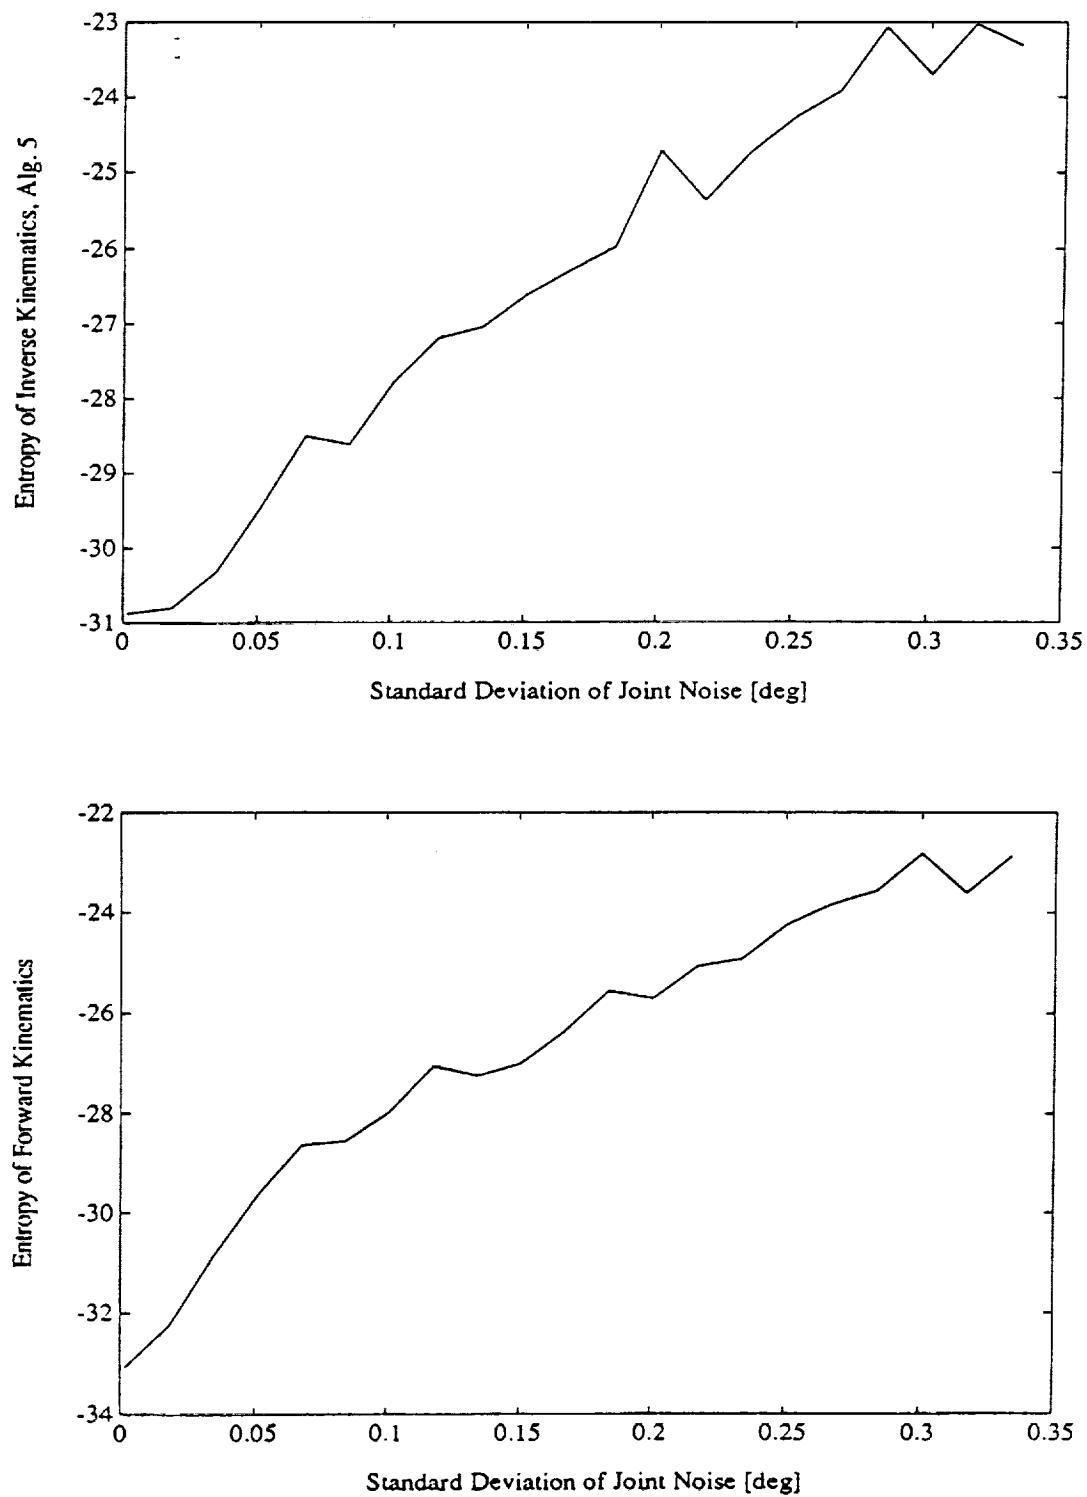 -23
-24
-25
-26
-27
-28
-29
-30
-31
Entropy of Inverse Kinematics, Alg. 5
0 0.05 0.1 0.15 0.2 0.25 0.3 0.35
Standard Deviation of Joint Noise [deg]
-22
-24
-26
-28
-30
-32
-34
Entropy of Forward Kinematics
0 0.05 0.1 0.15 0.2 0.25 0.3 0.35
Standard Deviation of Joint Noise [deg]